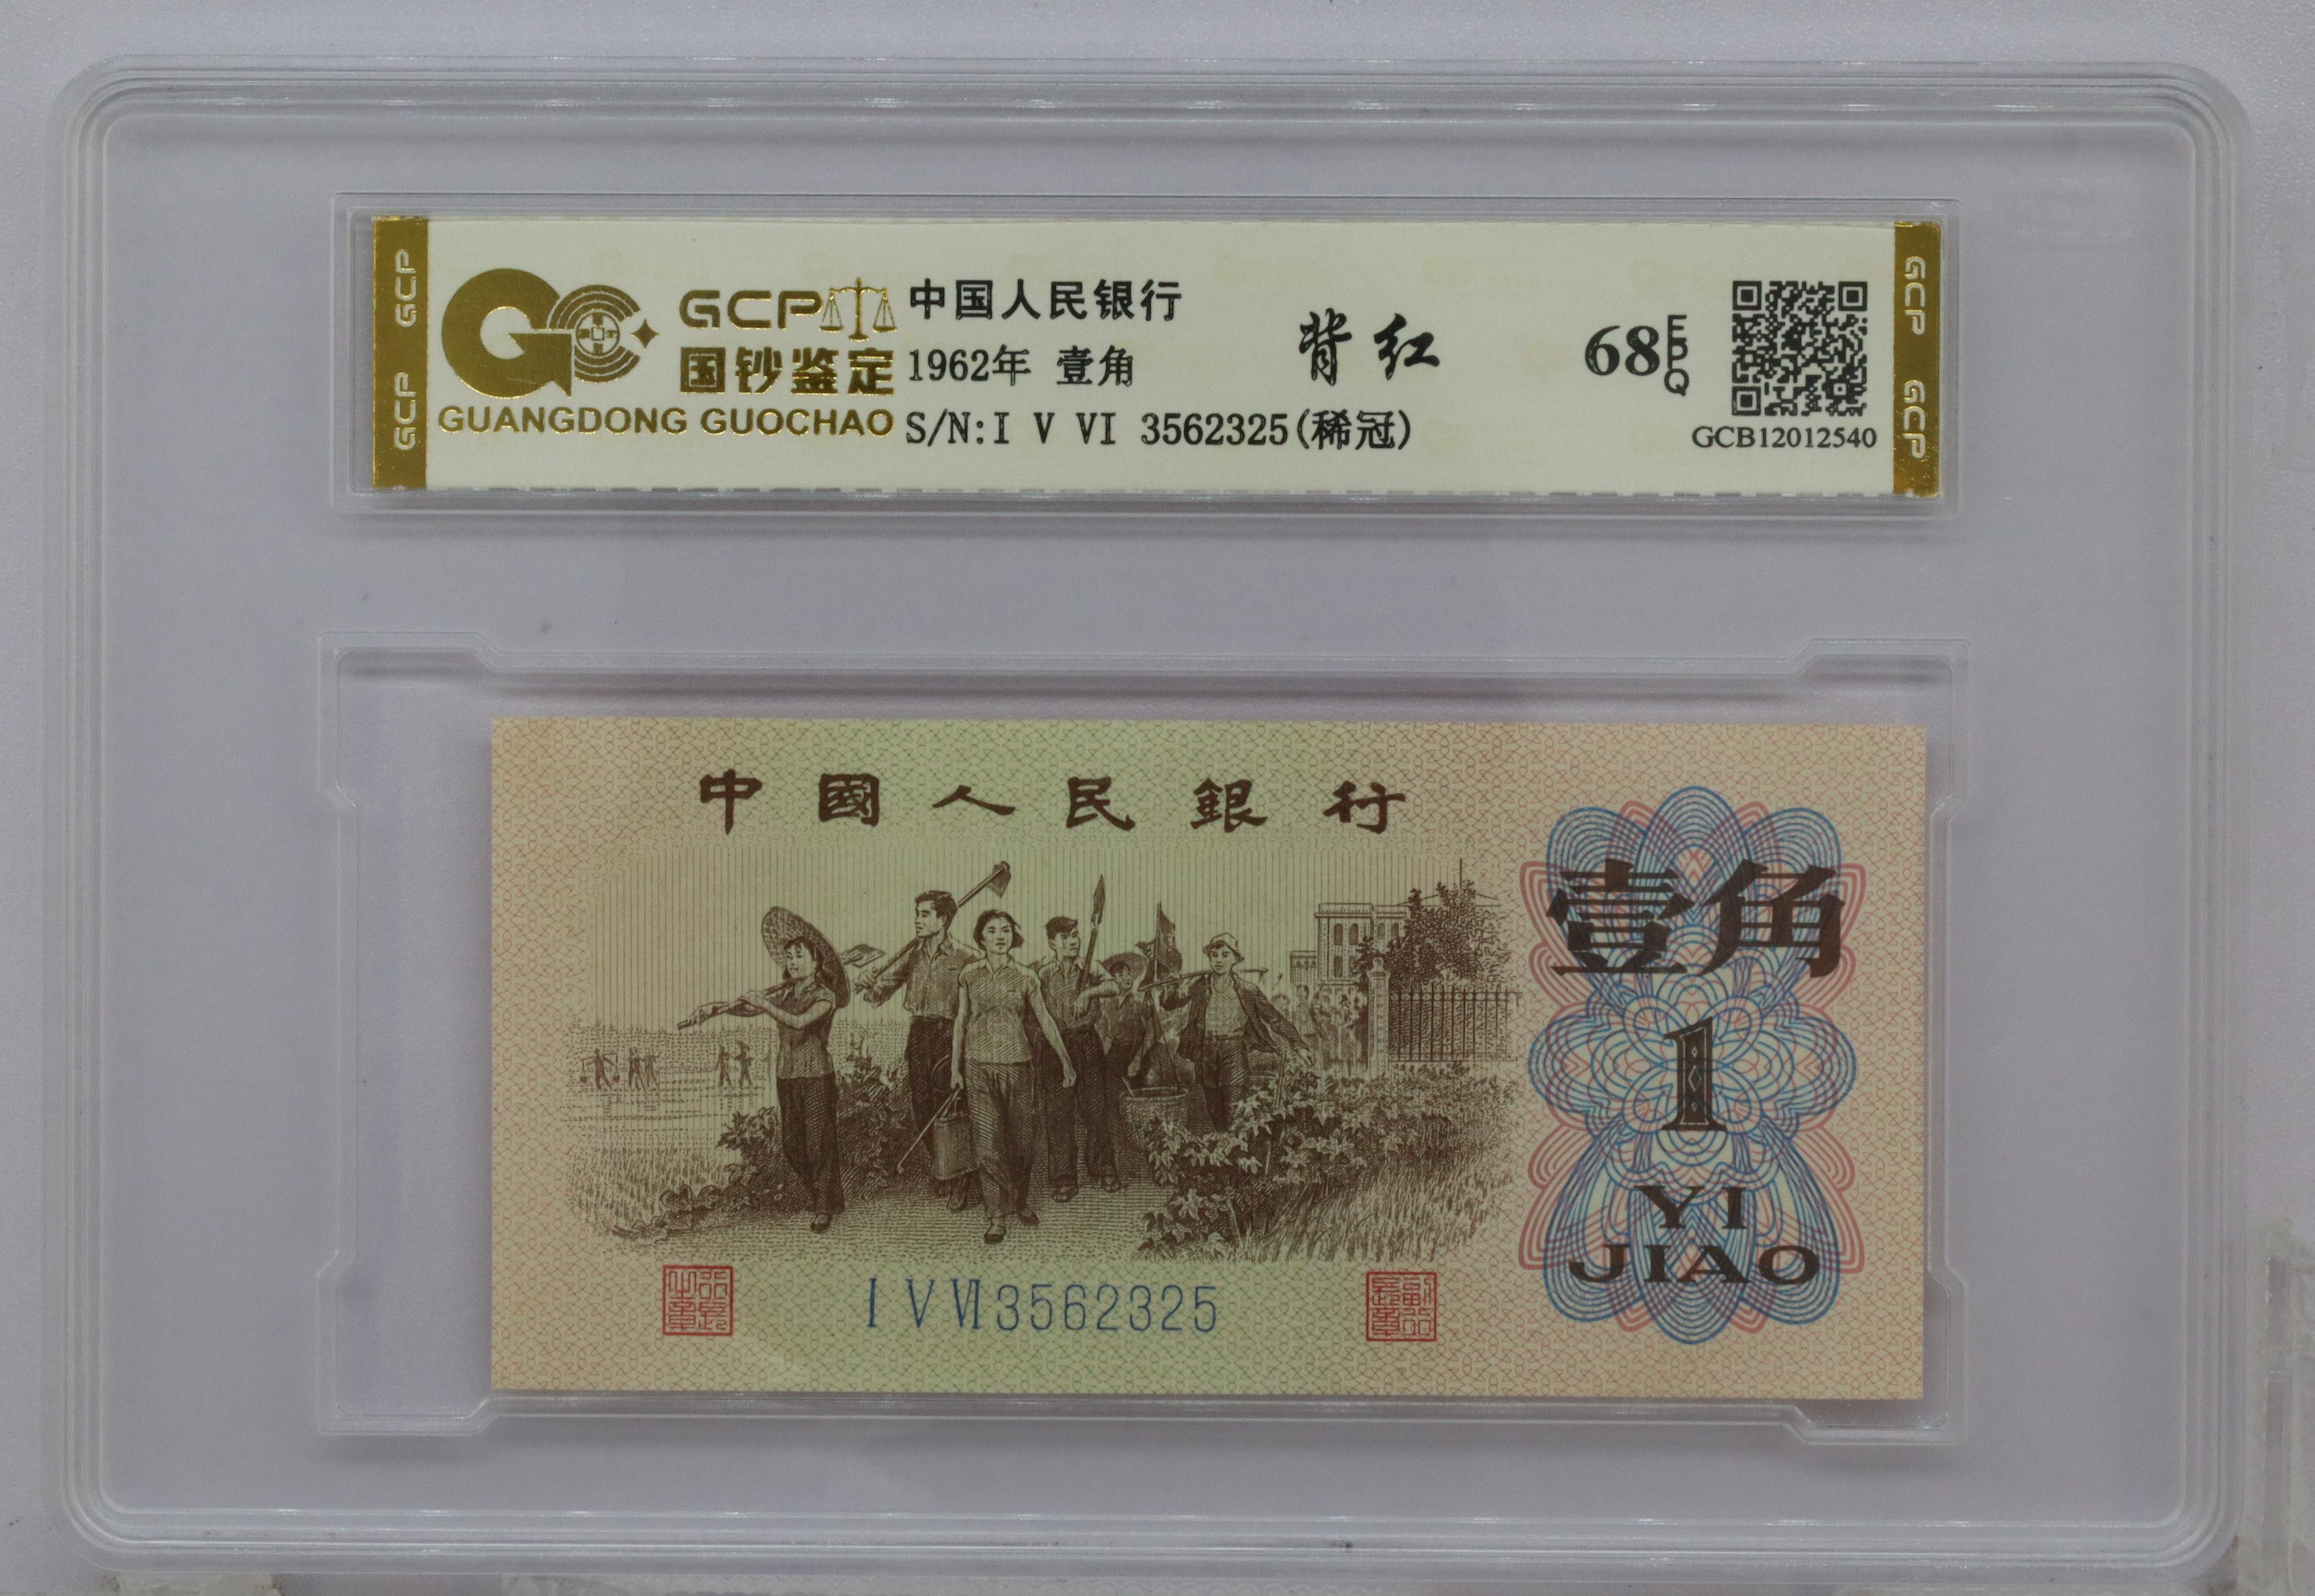 GCP GCP
GCP
国钞鉴定
GUANGDONG GUOCHAO
中国人民银行
1962年 壹角
S/N:I V VI 3562325(稀冠)
背红
68 EPQ
GCB12012540
GCP GCP
中國人民銀行
壹角
1
YI
JIAO
I V VI 3562325